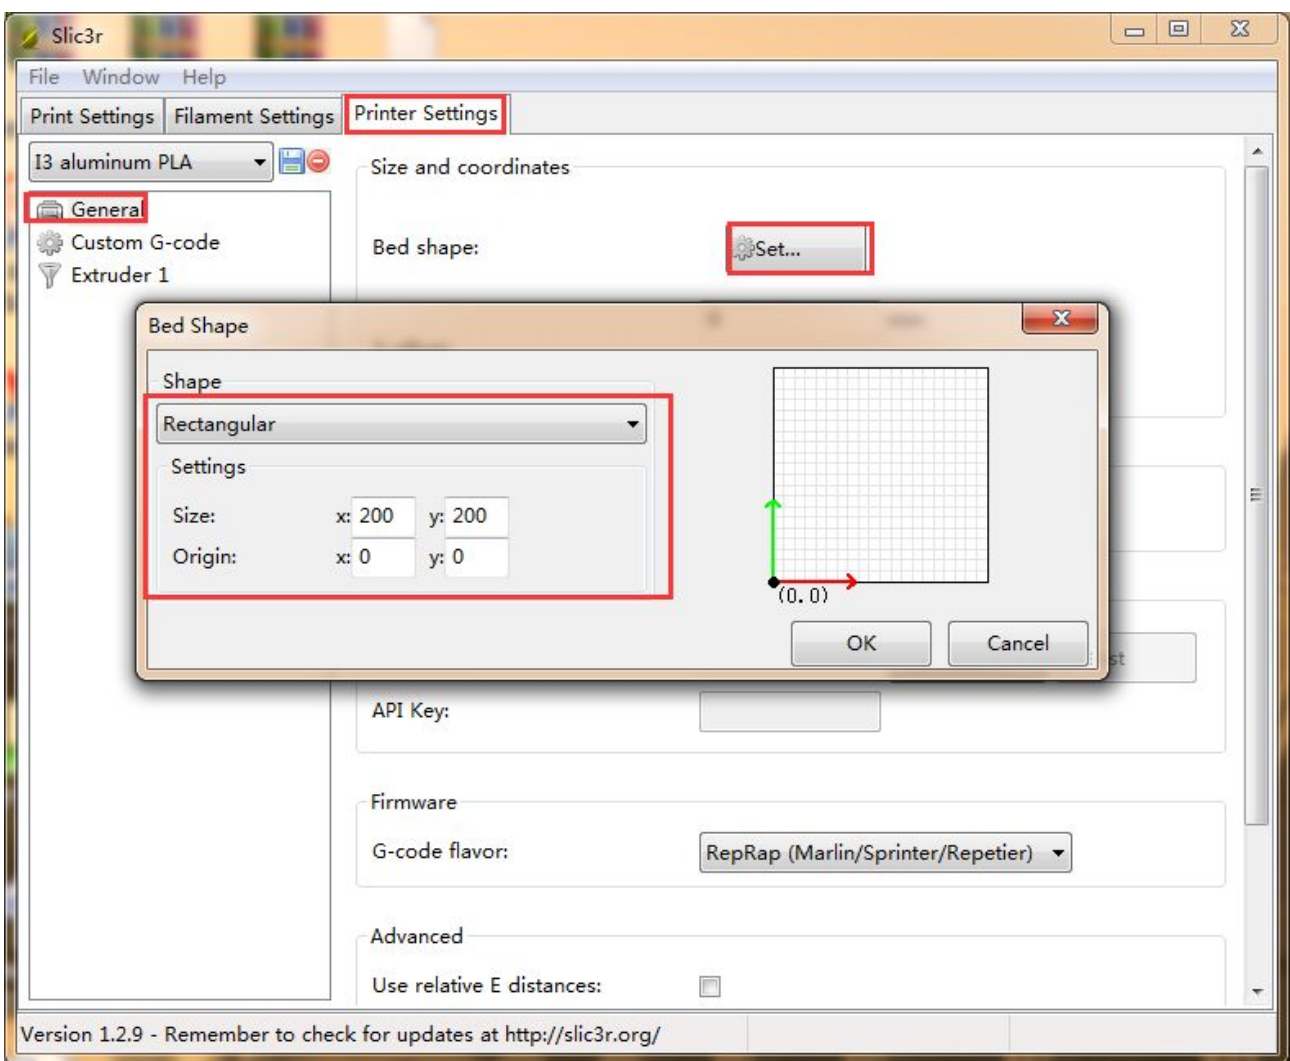 Slic3r
File Window Help
Print Settings Filament Settings Printer Settings
I3 aluminum PLA
General
Custom G-code
Extruder 1
Size and coordinates
Bed shape: Set...
Bed Shape
Shape
Rectangular
Settings
Size: x: 200 y: 200
Origin: x: 0 y: 0
(0,0)
OK Cancel
API Key:
Firmware
G-code flavor: RepRap (Marlin/Sprinter/Repetier)
Advanced
Use relative E distances:
Version 1.2.9 - Remember to check for updates at http://slic3r.org/